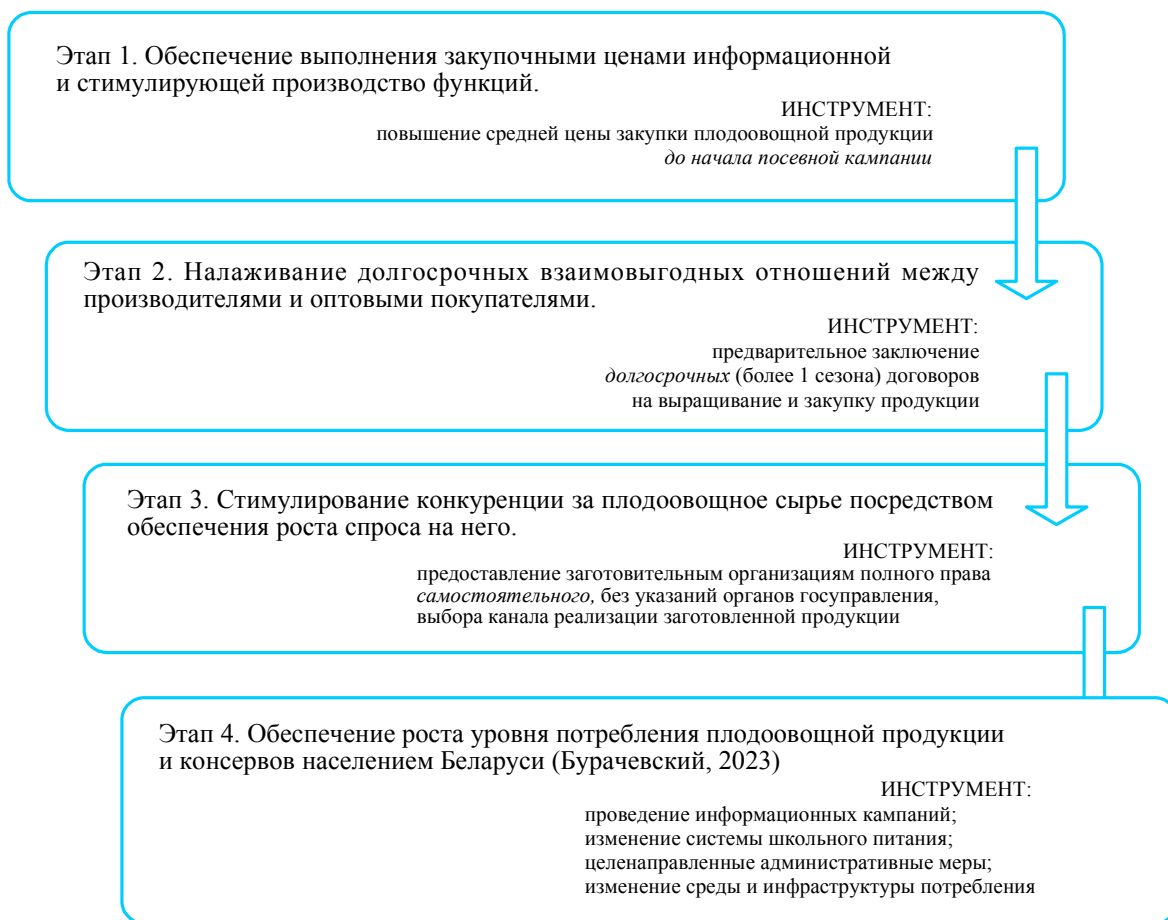 Этап 1. Обеспечение выполнения закупочными ценами информационной
и стимулирующей производство функций.
ИНСТРУМЕНТ:
повышение средней цены закупки плодоовощной продукции
до начала посевной кампании
Этап 2. Налаживание долгосрочных взаимовыгодных отношений между
производителями и оптовыми покупателями.
ИНСТРУМЕНТ:
предварительное заключение
долгосрочных (более 1 сезона) договоров
на выращивание и закупку продукции
Этап 3. Стимулирование конкуренции за плодоовощное сырье посредством
обеспечения роста спроса на него.
ИНСТРУМЕНТ:
предоставление заготовительным организациям полного права
самостоятельного, без указаний органов госуправления,
выбора канала реализации заготовленной продукции
Этап 4. Обеспечение роста уровня потребления плодоовощной продукции
и консервов населением Беларуси (Бурачевский, 2023)
ИНСТРУМЕНТ:
проведение информационных кампаний;
изменение системы школьного питания;
целенаправленные административные меры;
изменение среды и инфраструктуры потребления